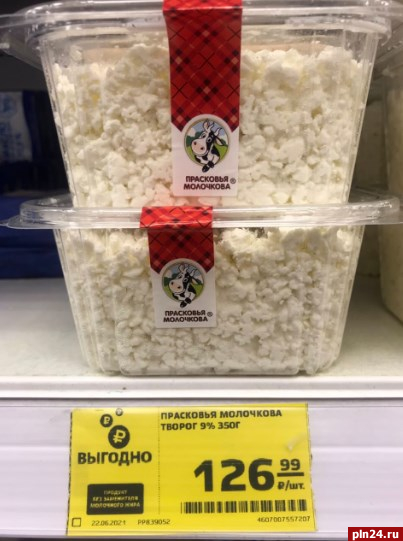 ПРАСКОВЬЯ
МОЛОЧКОВА®
ПРАСКОВЬЯ
МОЛОЧКОВА®
ПРАСКОВЬЯ МОЛОЧКОВА
ТВОРОГ 9% 350Г
ВЫГОДНО
126 99
₽/шт.
ПРОДУКТ
БЕЗ ЗАМЕНИТЕЛЯ
МОЛОЧНОГО ЖИРА
22.06.2021 PP839052 4607007557207
pln24.ru